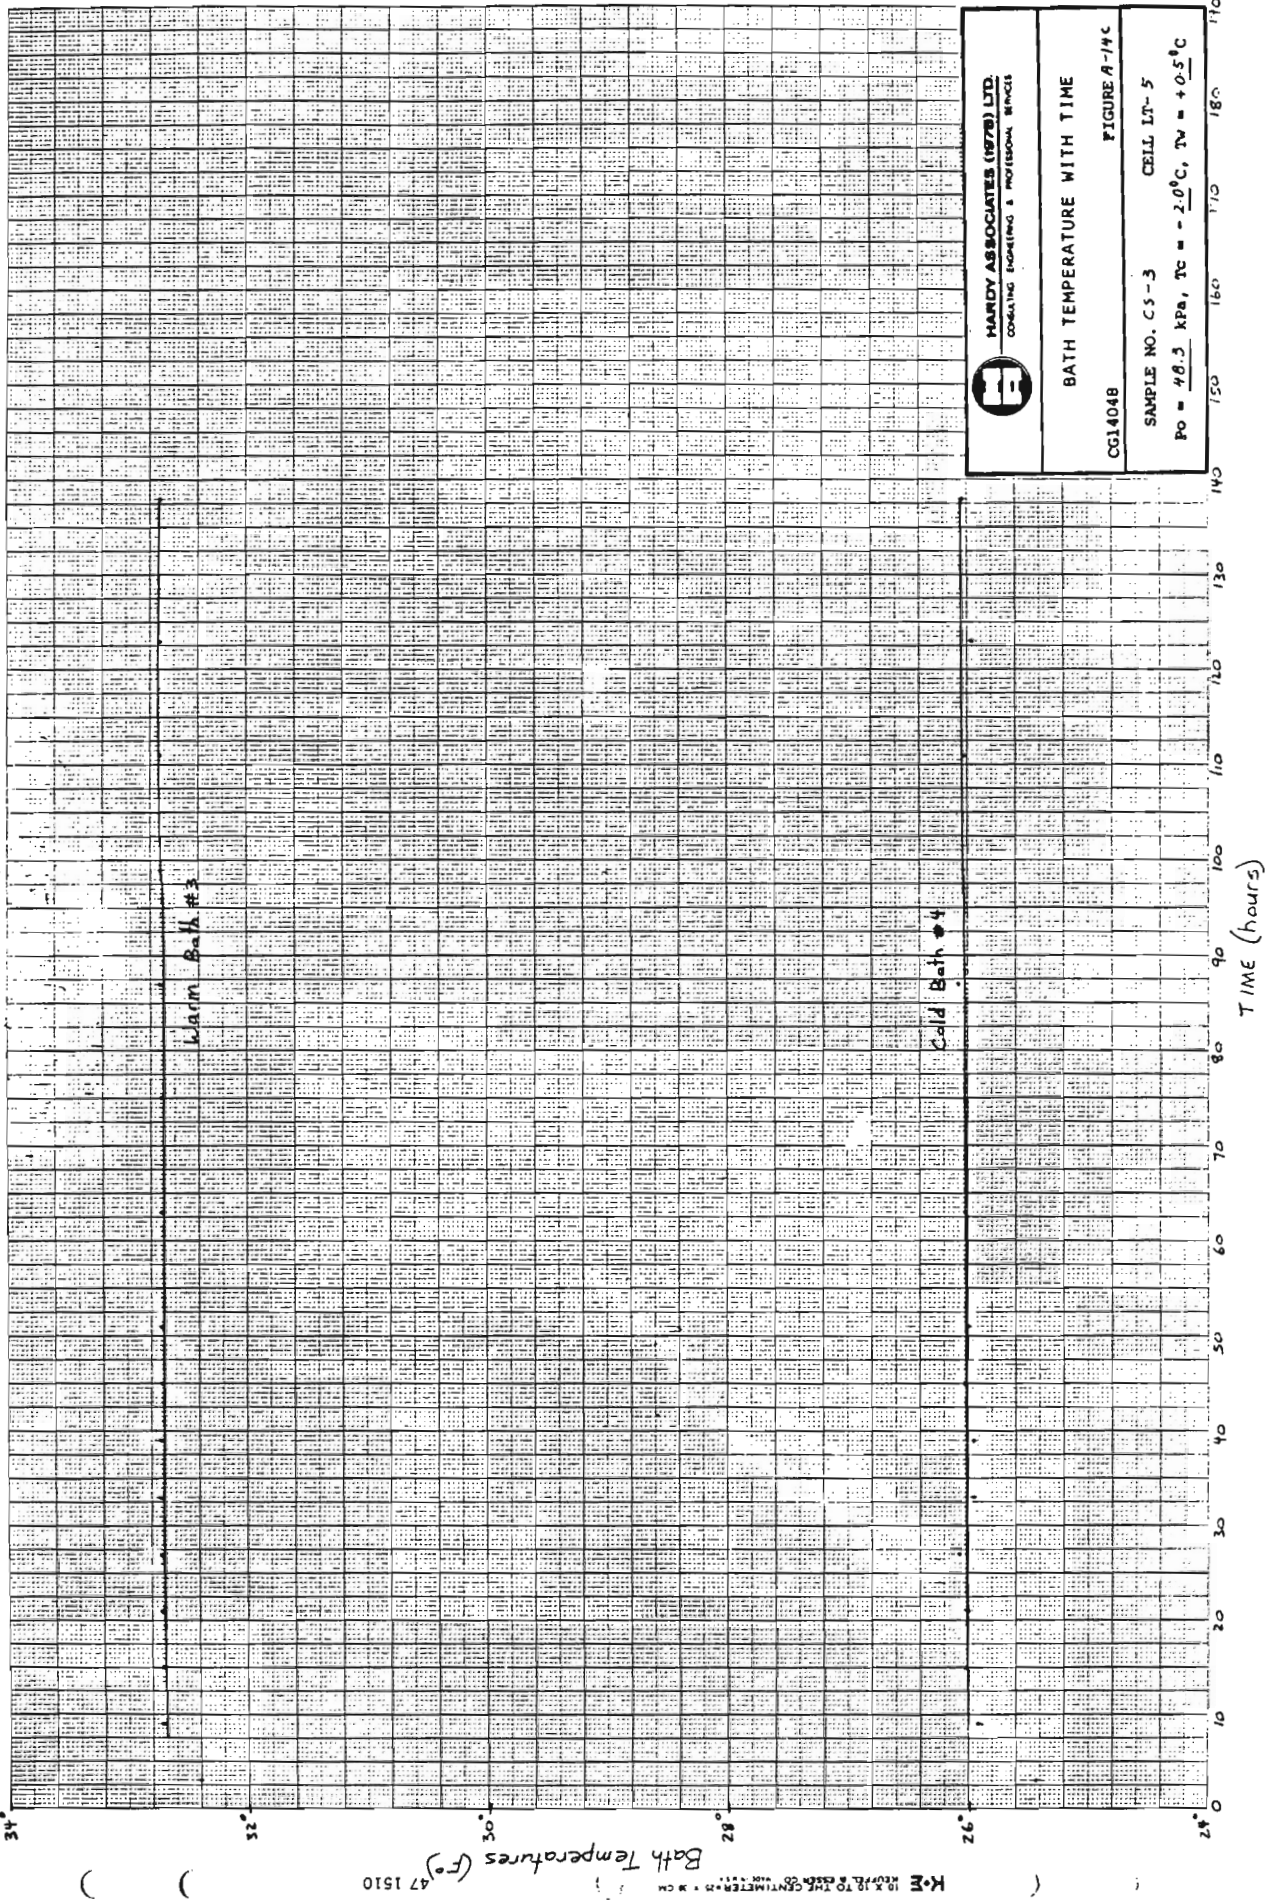 34°
32°
30°
28°
26°
24°
Bath Temperatures (F°)
Warm Bath #3
Cold Bath #4
0 10 20 30 40 50 60 70 80 90 100 110 120 130 140 150 160 170 180 190
TIME (hours)
HARDY ASSOCIATES (1978) LTD.
CONSULTING ENGINEERING & PROFESSIONAL SERVICES
BATH TEMPERATURE WITH TIME
CG14048 FIGURE A-14C
SAMPLE NO. CS-3 CELL LT-5
Po = 48.3 kPa, Tc = -2.0°C, Tw = +0.5°C
K+E 10 X 10 TO THE CENTIMETER
KEUFFEL & ESSER CO.
47 1510